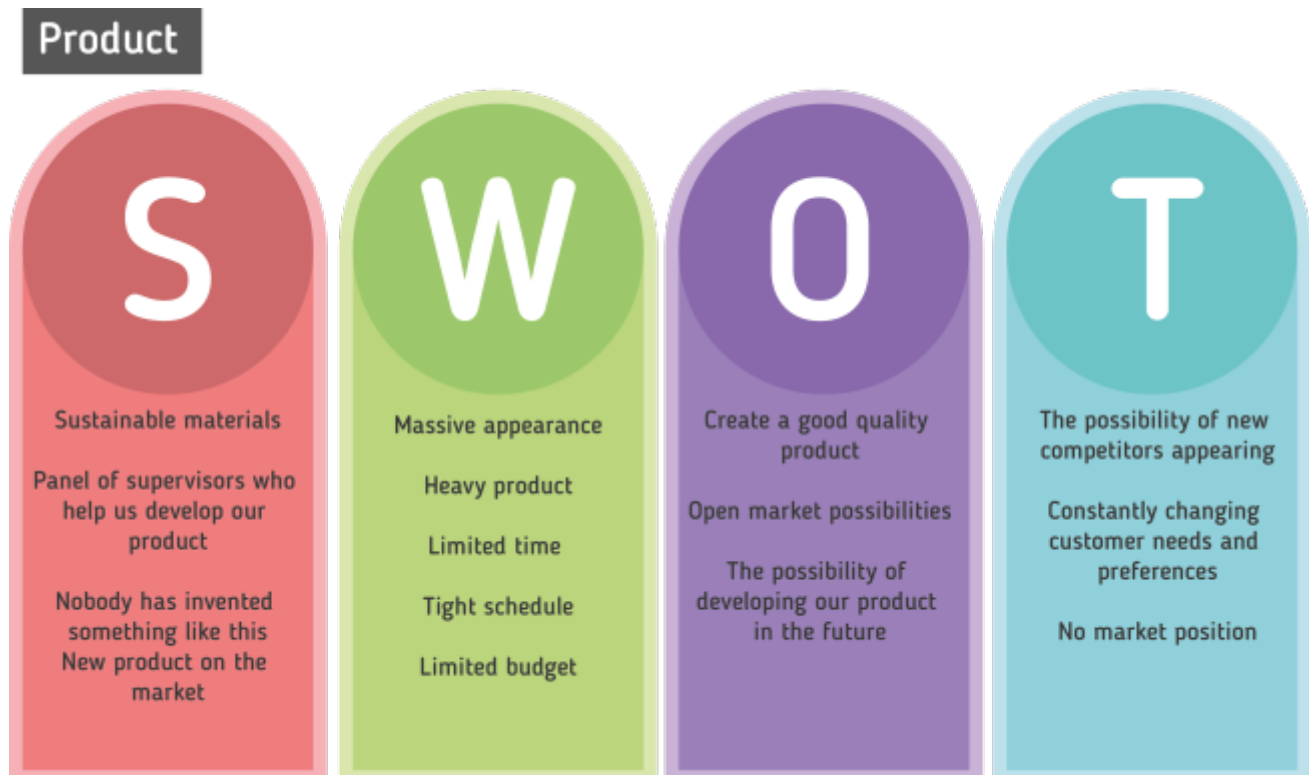 Product
S
Sustainable materials
Panel of supervisors who
help us develop our
product
Nobody has invented
something like this
New product on the
market
W
Massive appearance
Heavy product
Limited time
Tight schedule
Limited budget
O
Create a good quality
product
Open market possibilities
The possibility of
developing our product
in the future
T
The possibility of new
competitors appearing
Constantly changing
customer needs and
preferences
No market position